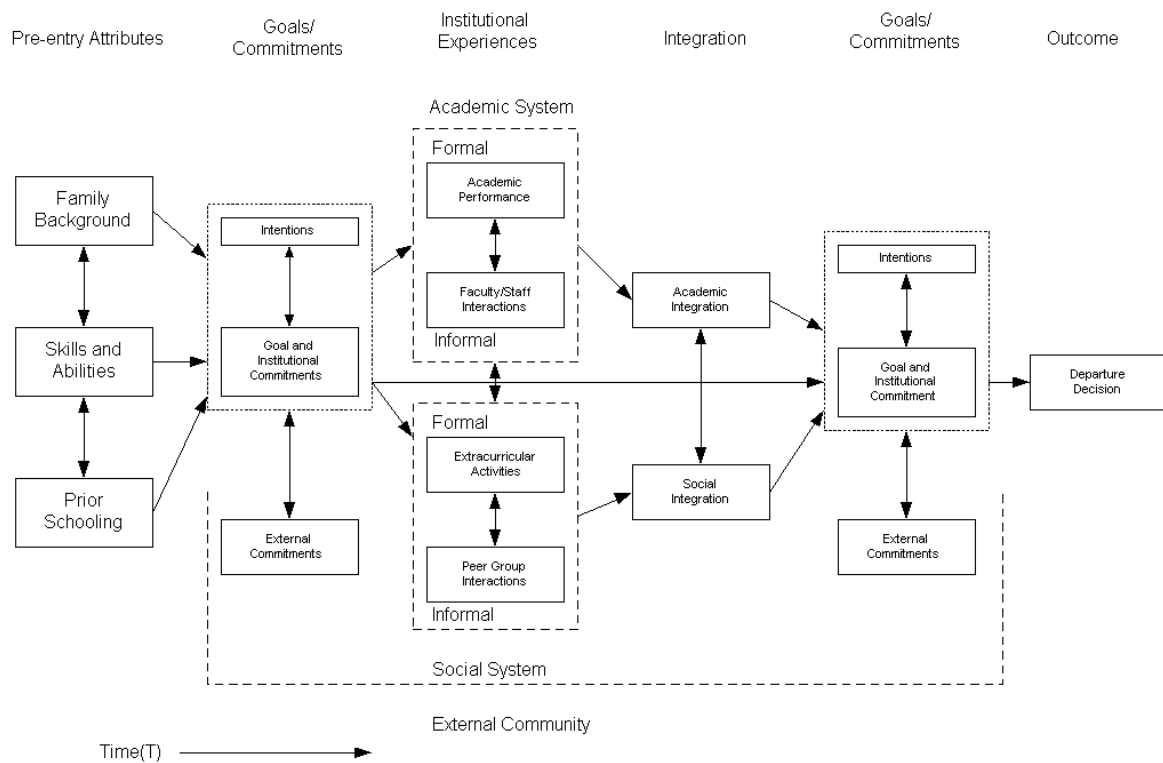 Pre-entry Attributes
Goals/
Commitments
Institutional
Experiences
Integration
Goals/
Commitments
Outcome
Academic System
Formal
Academic
Performance
Faculty/Staff
Interactions
Informal
Family
Background
Skills and
Abilities
Prior
Schooling
Intentions
Goal and
Institutional
Commitments
External
Commitments
Formal
Extracurricular
Activities
Peer Group
Interactions
Informal
Social System
Academic
Integration
Social
Integration
Intentions
Goal and
Institutional
Commitment
External
Commitments
Departure
Decision
External Community
Time(T)